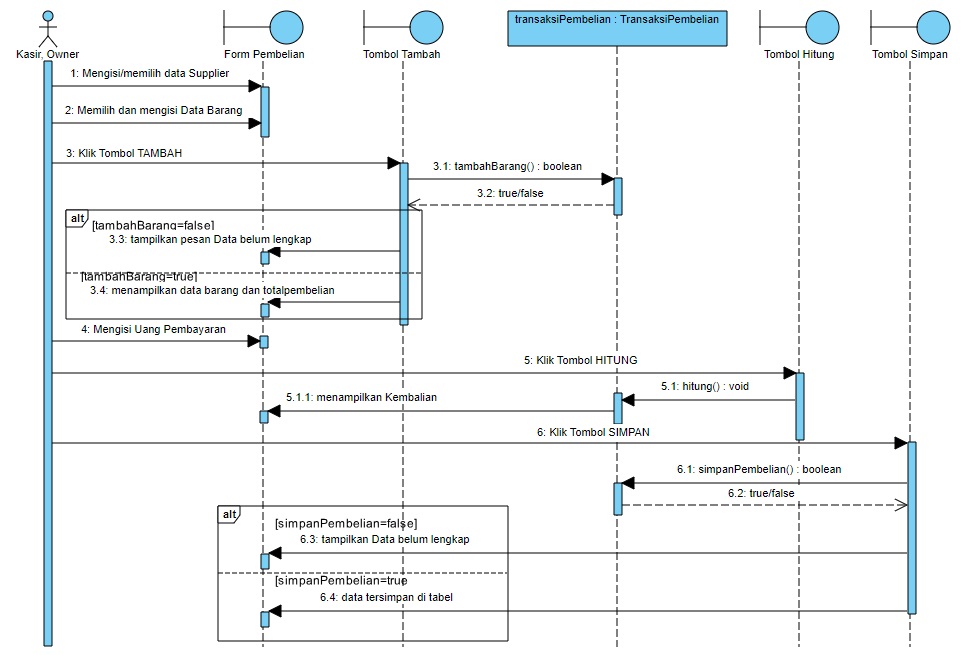 transaksiPembelian : TransaksiPembelian
Kasir, Owner
Form Pembelian
Tombol Tambah
Tombol Hitung
Tombol Simpan
1: Mengisi/memilih data Supplier
2: Memilih dan mengisi Data Barang
3: Klik Tombol TAMBAH
3.1: tambahBarang() : boolean
3.2: true/false
alt
[tambahBarang=false]
3.3: tampilkan pesan Data belum lengkap
[tambahBarang=true]
3.4: menampilkan data barang dan totalpembelian
4: Mengisi Uang Pembayaran
5: Klik Tombol HITUNG
5.1: hitung() : void
5.1.1: menampilkan Kembalian
6: Klik Tombol SIMPAN
6.1: simpanPembelian() : boolean
6.2: true/false
alt
[simpanPembelian=false]
6.3: tampilkan Data belum lengkap
[simpanPembelian=true
6.4: data tersimpan di tabel